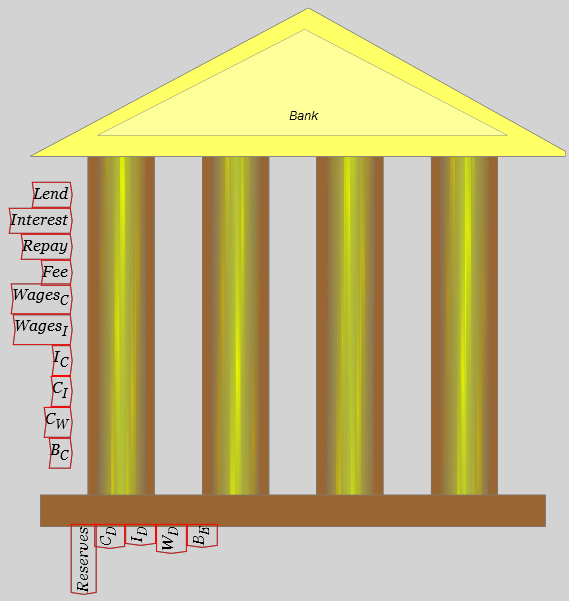 Bank
Lend
Interest
Repay
Fee
Wages_C
Wages_I
I_C
C_I
C_W
B_C
Reserves
C_D
I_D
W_D
B_E